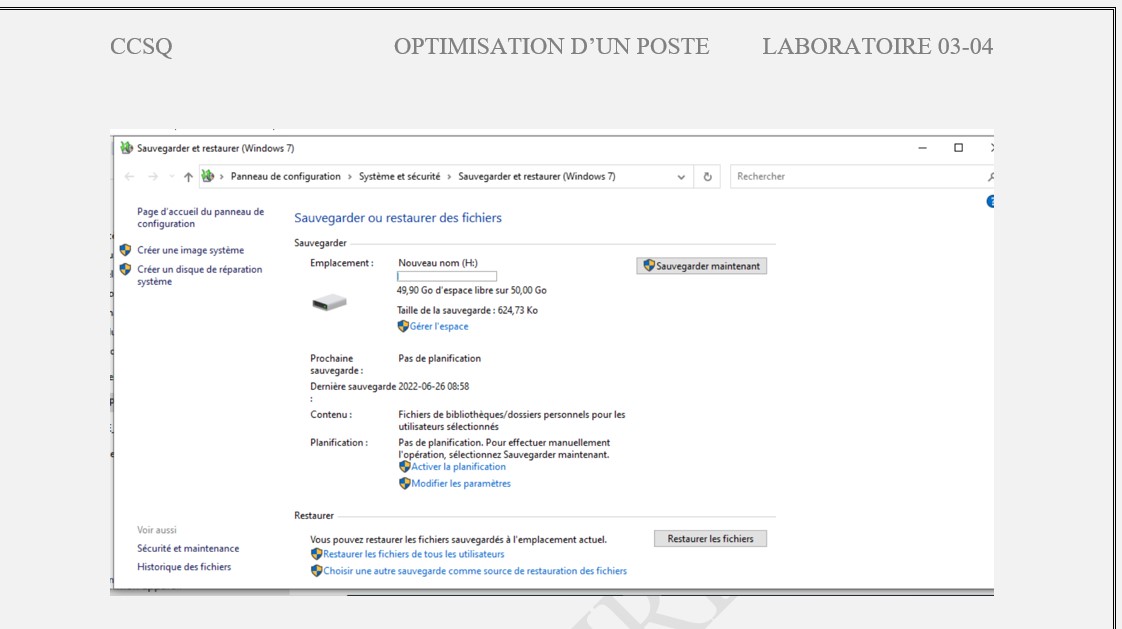 CCSQ OPTIMISATION D’UN POSTE LABORATOIRE 03-04
Sauvegarder et restaurer (Windows 7)
Panneau de configuration › Système et sécurité › Sauvegarder et restaurer (Windows 7)
Rechercher
Page d'accueil du panneau de
configuration
Créer une image système
Créer un disque de réparation
système
Sauvegarder ou restaurer des fichiers
Sauvegarder
Emplacement : Nouveau nom (H:)
Sauvegarder maintenant
49,90 Go d'espace libre sur 50,00 Go
Taille de la sauvegarde : 624,73 Ko
Gérer l'espace
Prochaine Pas de planification
sauvegarde :
Dernière sauvegarde 2022-06-26 08:58
:
Contenu : Fichiers de bibliothèques/dossiers personnels pour les
utilisateurs sélectionnés
Planification : Pas de planification. Pour effectuer manuellement
l'opération, sélectionnez Sauvegarder maintenant.
Activer la planification
Modifier les paramètres
Restaurer
Vous pouvez restaurer les fichiers sauvegardés à l'emplacement actuel.
Restaurer les fichiers
Restaurer les fichiers de tous les utilisateurs
Choisir une autre sauvegarde comme source de restauration des fichiers
Voir aussi
Sécurité et maintenance
Historique des fichiers